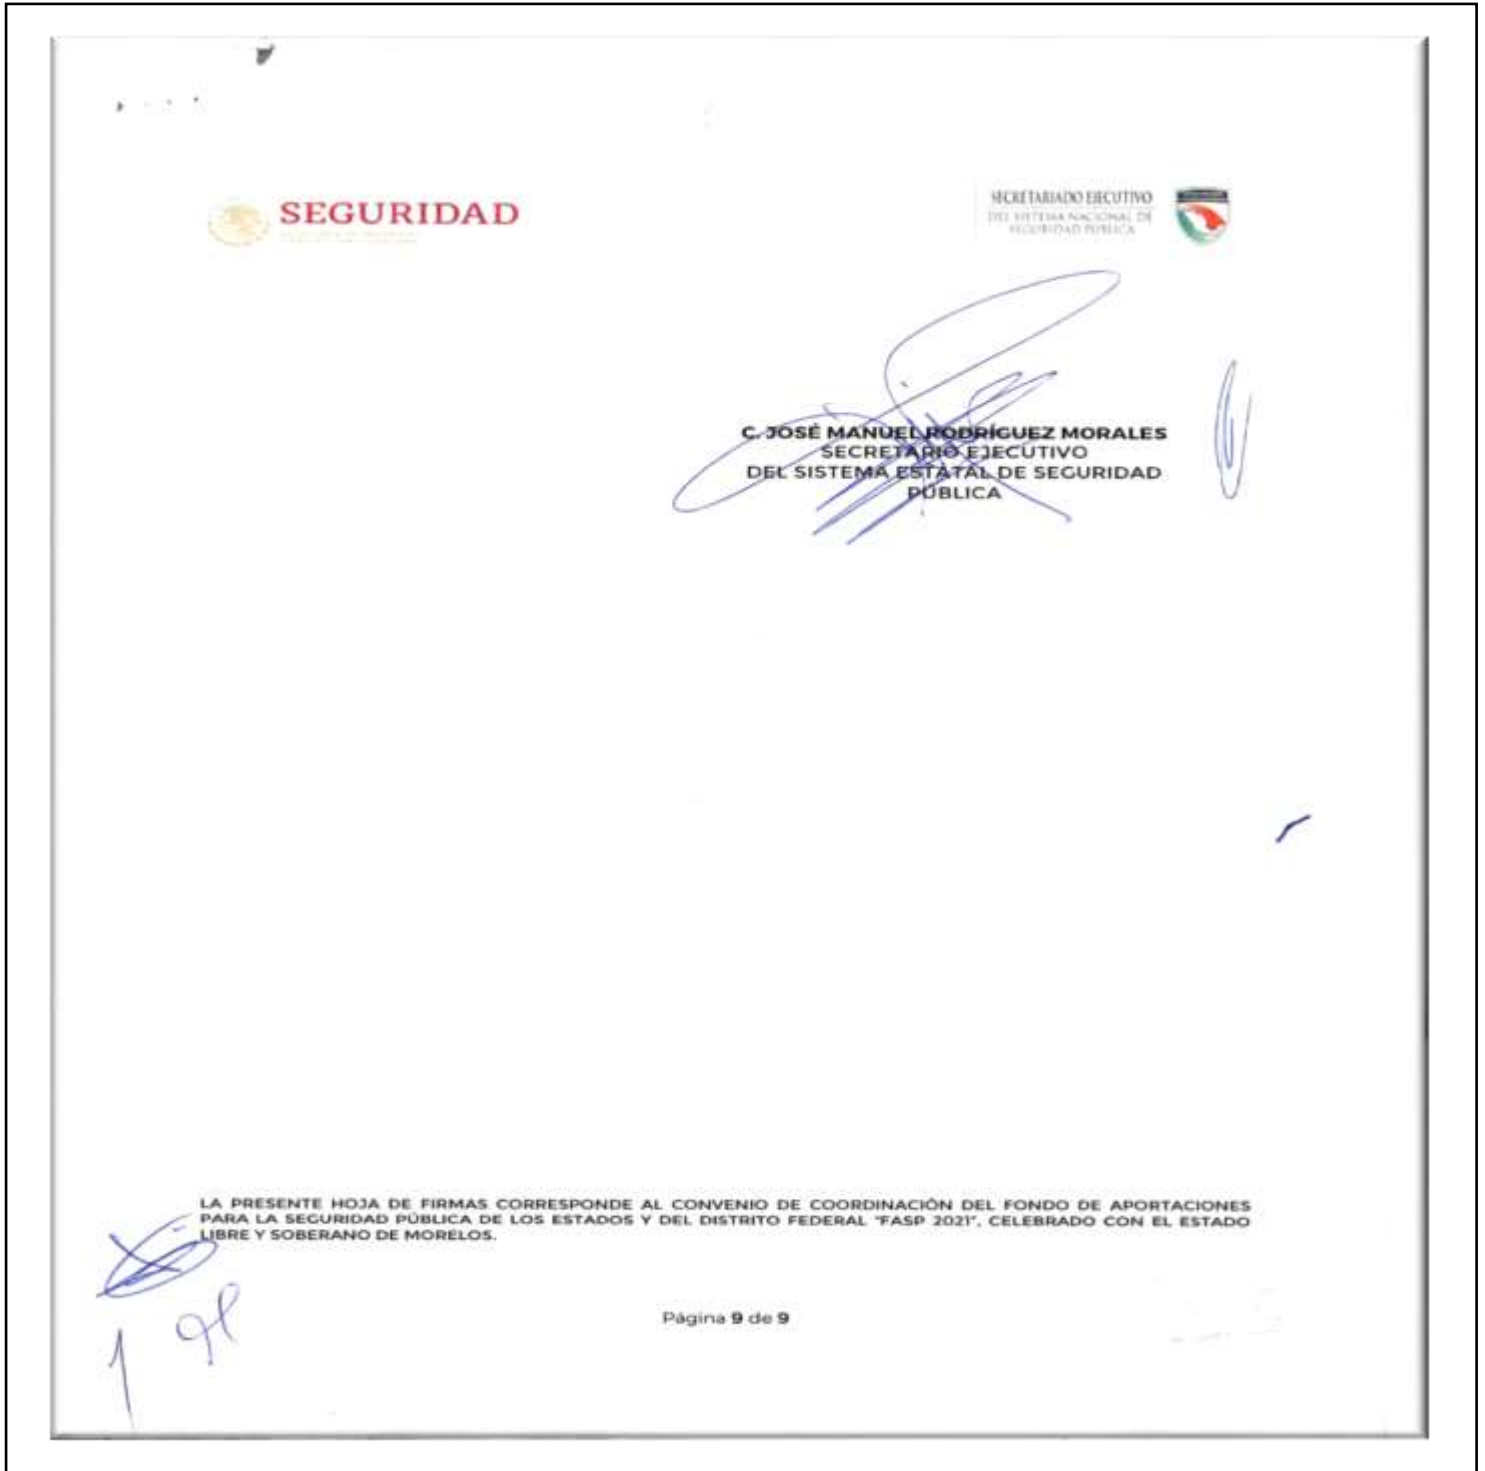 SEGURIDAD
SECRETARIADO EJECUTIVO
DEL SISTEMA NACIONAL DE
SEGURIDAD PÚBLICA
C. JOSÉ MANUEL RODRÍGUEZ MORALES
SECRETARIO EJECUTIVO
DEL SISTEMA ESTATAL DE SEGURIDAD
PÚBLICA
LA PRESENTE HOJA DE FIRMAS CORRESPONDE AL CONVENIO DE COORDINACIÓN DEL FONDO DE APORTACIONES
PARA LA SEGURIDAD PÚBLICA DE LOS ESTADOS Y DEL DISTRITO FEDERAL "FASP 2021", CELEBRADO CON EL ESTADO
LIBRE Y SOBERANO DE MORELOS.
Página 9 de 9